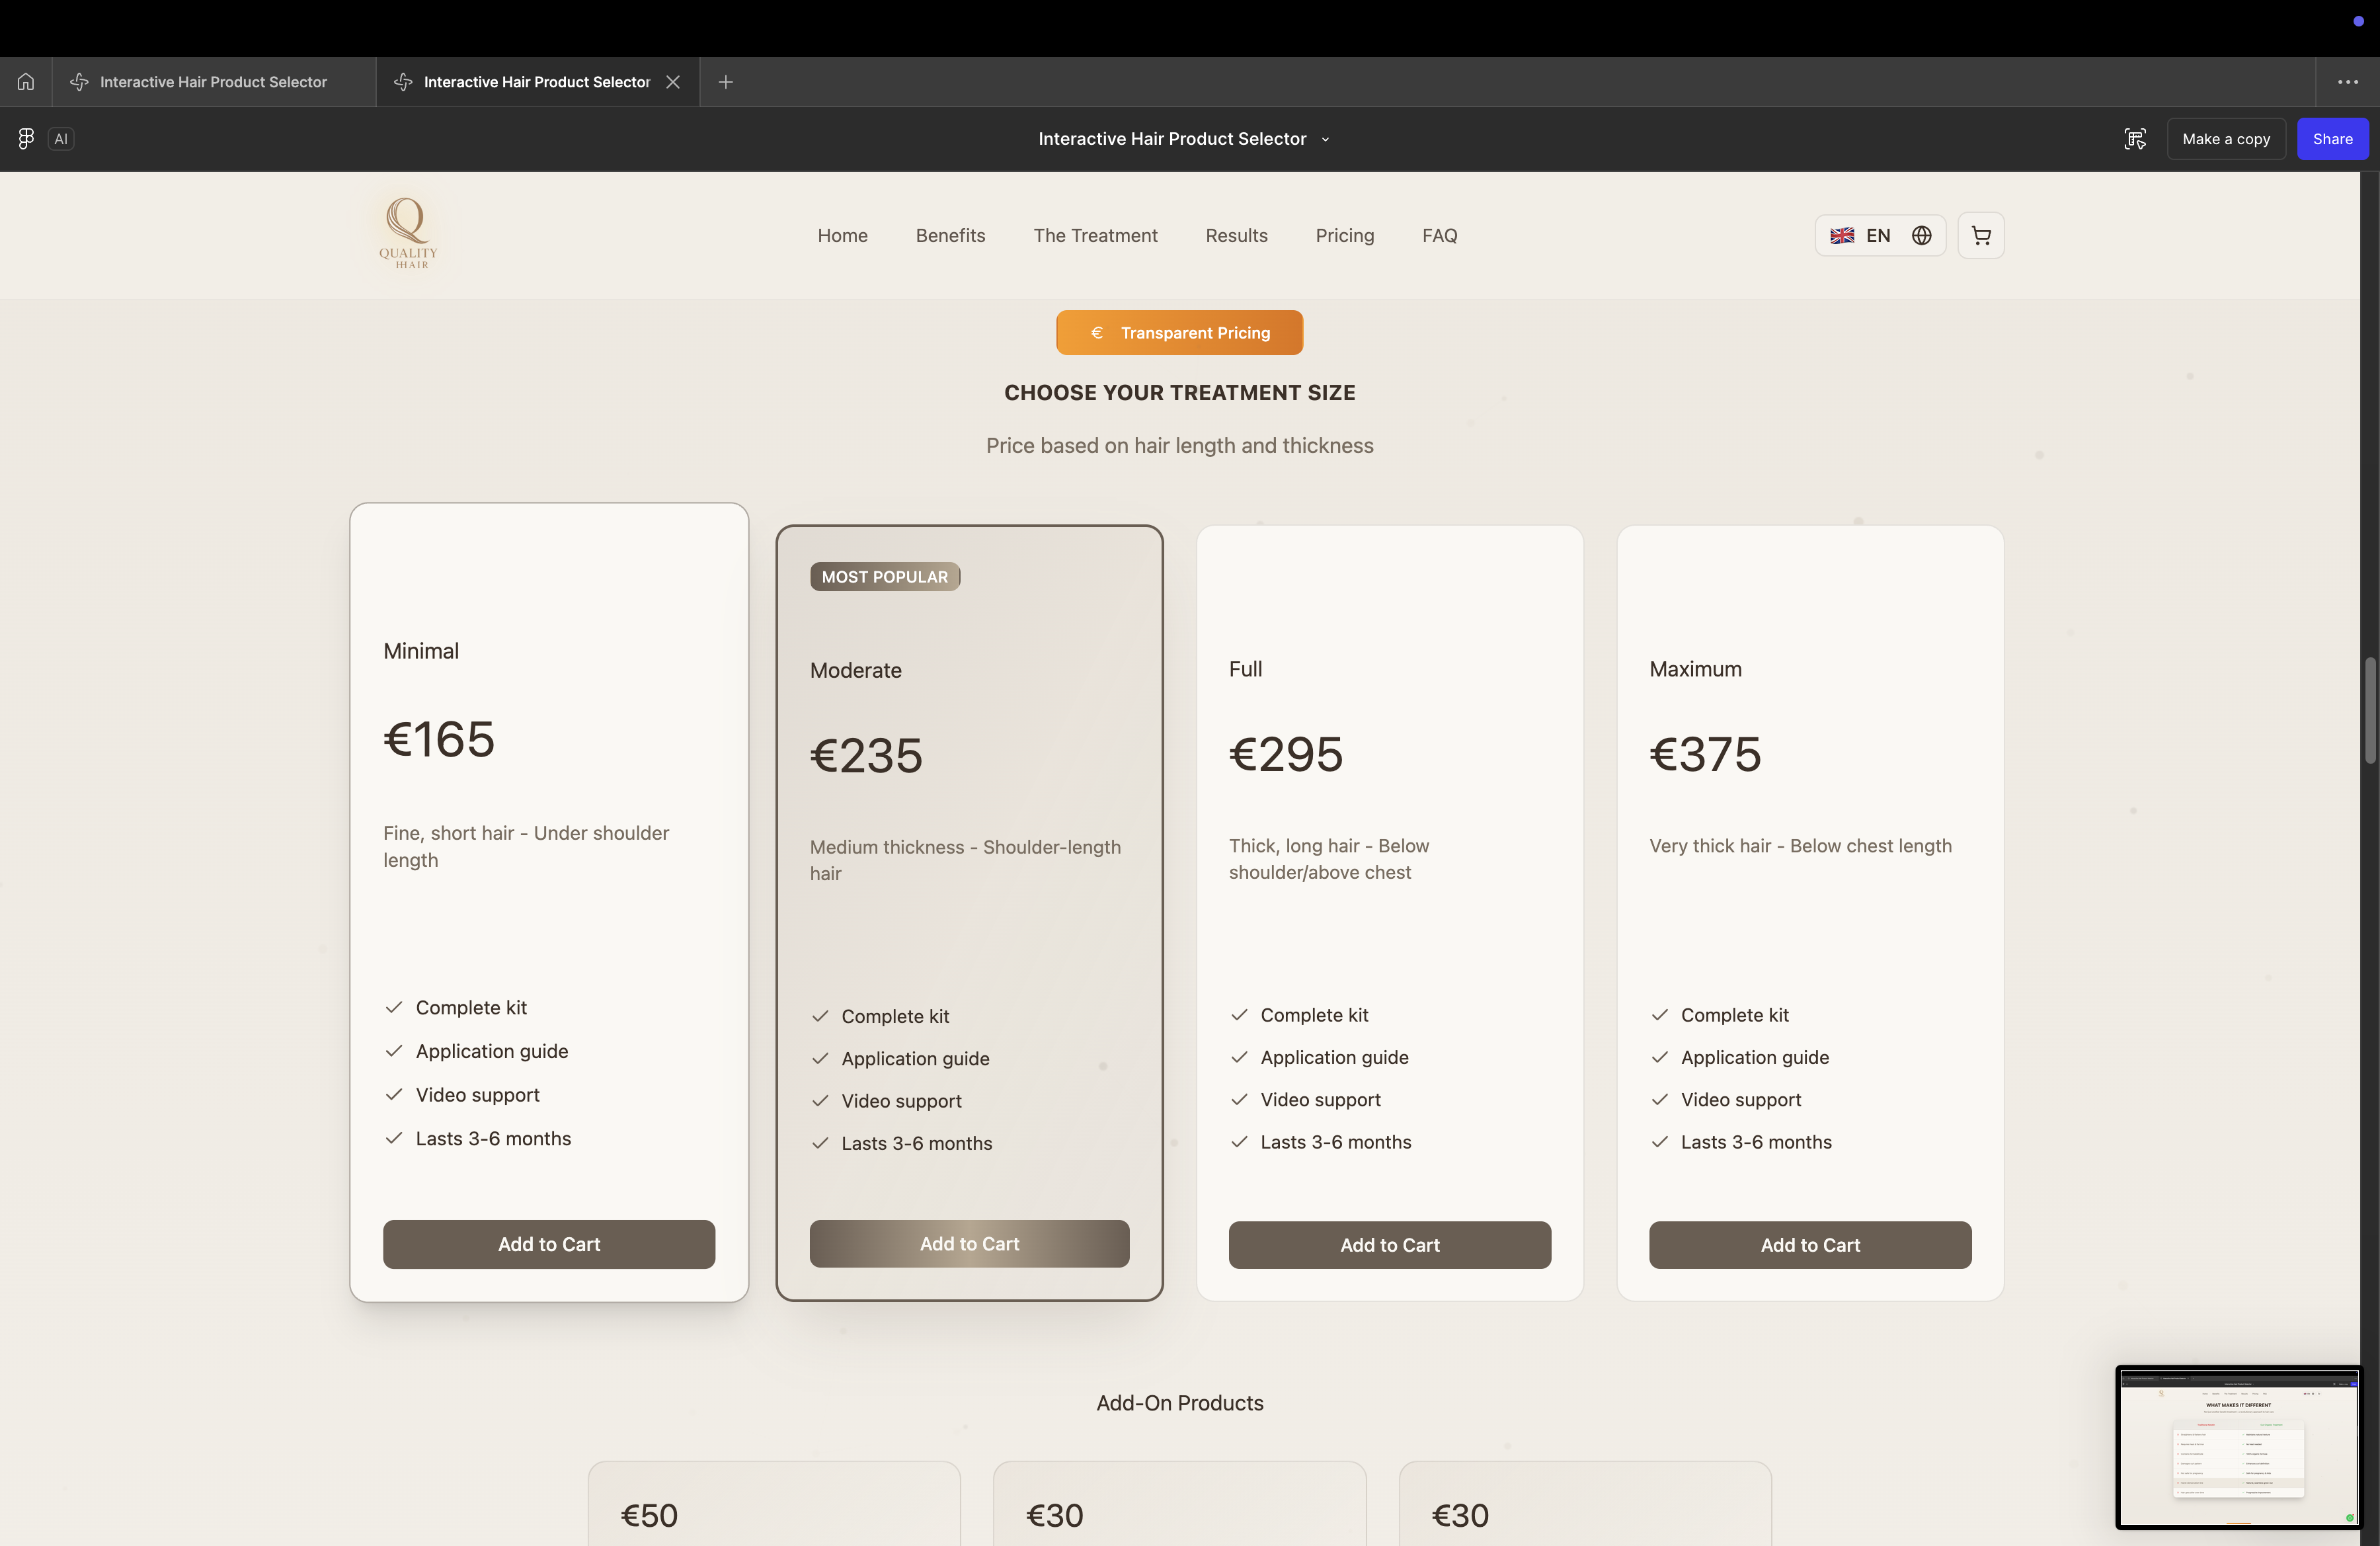 Interactive Hair Product Selector
Interactive Hair Product Selector
AI
Interactive Hair Product Selector
Make a copy
Share
QUALITY
HHAIR
Home
Benefits
The Treatment
Results
Pricing
FAQ
EN
€ Transparent Pricing
CHOOSE YOUR TREATMENT SIZE
Price based on hair length and thickness
Minimal
€165
Fine, short hair - Under shoulder
length
Complete kit
Application guide
Video support
Lasts 3-6 months
Add to Cart
MOST POPULAR
Moderate
€235
Medium thickness - Shoulder-length
hair
Complete kit
Application guide
Video support
Lasts 3-6 months
Add to Cart
Full
€295
Thick, long hair - Below
shoulder/above chest
Complete kit
Application guide
Video support
Lasts 3-6 months
Add to Cart
Maximum
€375
Very thick hair - Below chest length
Complete kit
Application guide
Video support
Lasts 3-6 months
Add to Cart
Add-On Products
€50
€30
€30
WHAT MAKES IT DIFFERENT